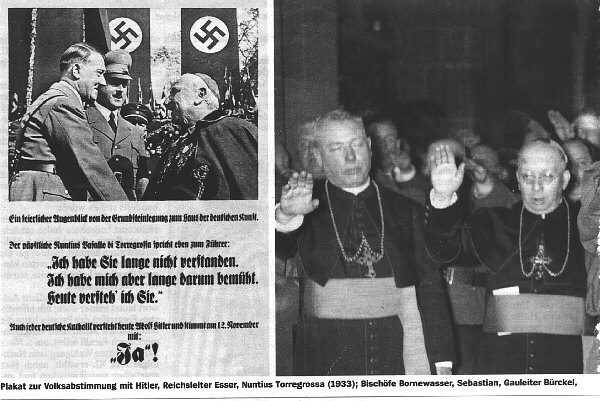 Ein feierlicher Augenblick von der Grundsteinlegung zum Haus der deutschen Kunst.
Der päpstliche Nuntius Basallo di Torregrossa spricht eben zum Führer:
„Ich habe Sie lange nicht verstanden.
Ich habe mich aber lange darum bemüht.
Heute versteh' ich Sie.“
Auch jeder deutsche Katholik versteht heute Adolf Hitler und stimmt am 12. November
mit:
„Ja“!
Plakat zur Volksabstimmung mit Hitler, Reichsleiter Esser, Nuntius Torregrossa (1933); Bischöfe Bornewasser, Sebastian, Gauleiter Bürckel,